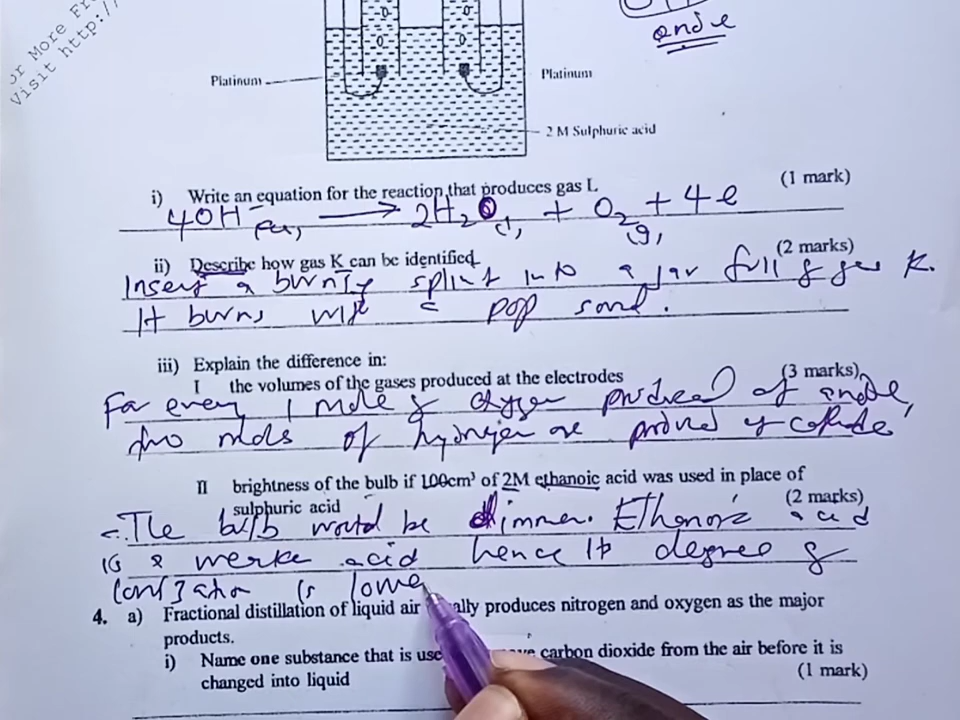 or More Fr
Visit http://
ande
D D
O O
Platinum
Platinum
2 M Sulphuric acid
i) Write an equation for the reaction that produces gas L
(1 mark)
4OH⁻(aq) → 2H₂O(l) + O₂(g) + 4e
ii) Describe how gas K can be identified
(2 marks)
Insert a burning splint into a jar full of gas K.
It burns with a pop sound.
iii) Explain the difference in:
I the volumes of the gases produced at the electrodes
(3 marks)
For every 1 mole of oxygen produced at anode,
two moles of hydrogen are produced at cathode
II brightness of the bulb if 100cm³ of 2M ethanoic acid was used in place of
sulphuric acid
(2 marks)
- The bulb would be dimmer. Ethanoic acid
is a weaker acid hence its degree of
is lowe
4. a) Fractional distillation of liquid air produces nitrogen and oxygen as the major
products.
i) Name one substance that is use carbon dioxide from the air before it is
changed into liquid
(1 mark)